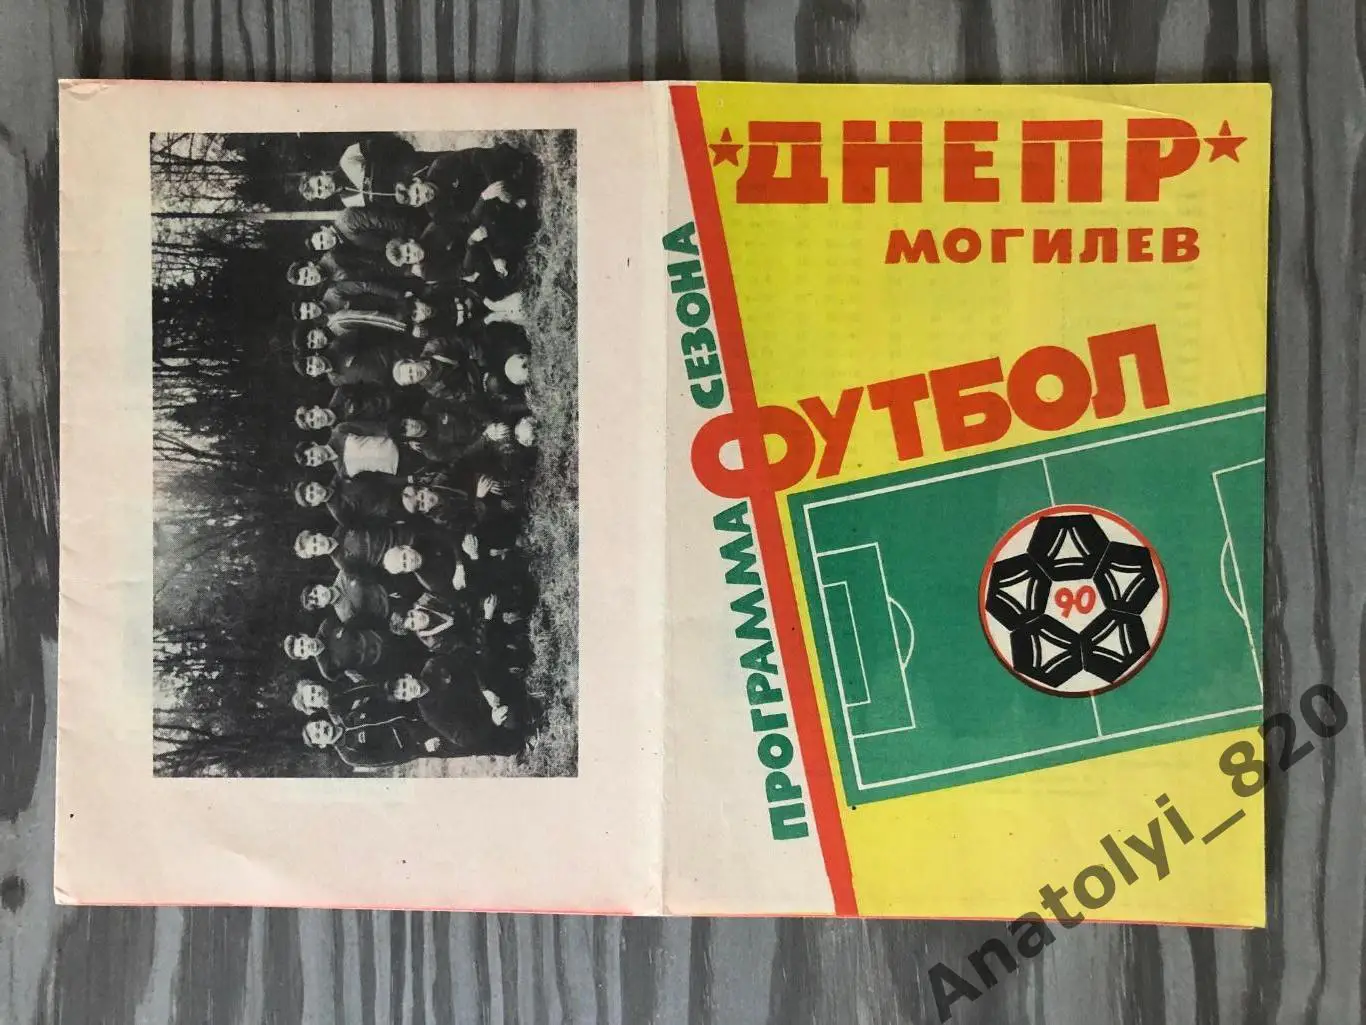 ДНЕПР
МОГИЛЕВ
ФУТБОЛ
ПРОГРАММА СЕЗОНА
90
Anatolyi_820